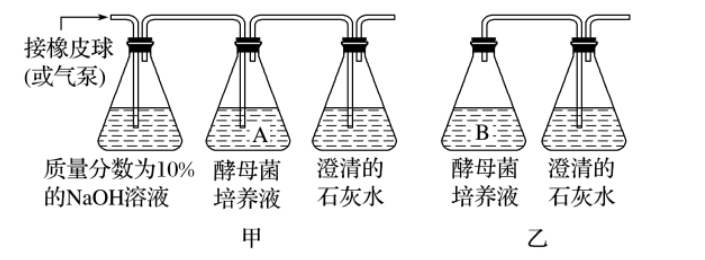 接橡皮球
(或气泵)
A
B
质量分数为10%
的NaOH溶液
酵母菌
培养液
澄清的
石灰水
酵母菌
培养液
澄清的
石灰水
甲
乙